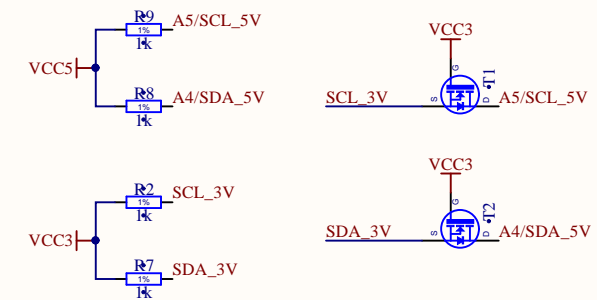 R9
A5/SCL_5V
1%
1k
VCC5
R8
A4/SDA_5V
1%
1k
R2
SCL_3V
1%
1k
VCC3
R7
SDA_3V
1%
1k
VCC3
G
T1
SCL_3V
S
D
A5/SCL_5V
VCC3
G
T2
SDA_3V
S
D
A4/SDA_5V